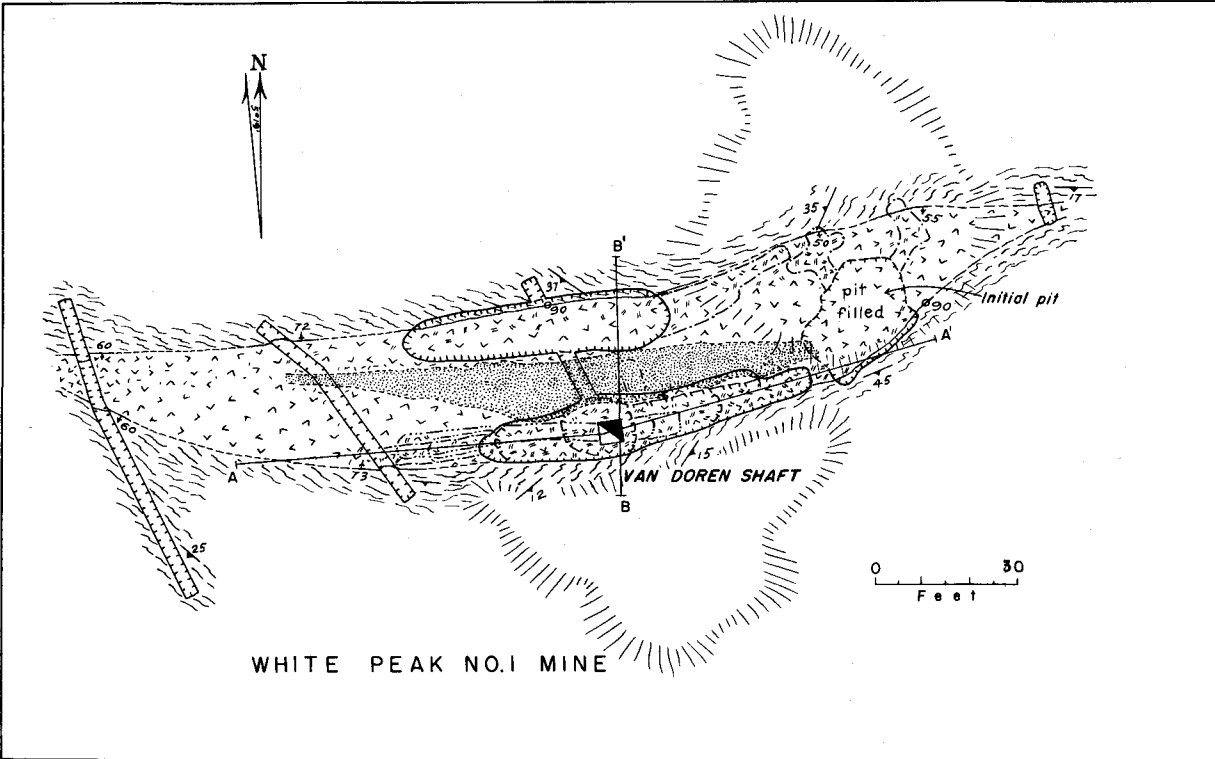 N
35
55
17
50
B'
37
90
pit
filled
Initial pit
90
72
A'
60
45
60
A
73
15
VAN DOREN SHAFT
12
B
25
0 30
Feet
WHITE PEAK NO.1 MINE